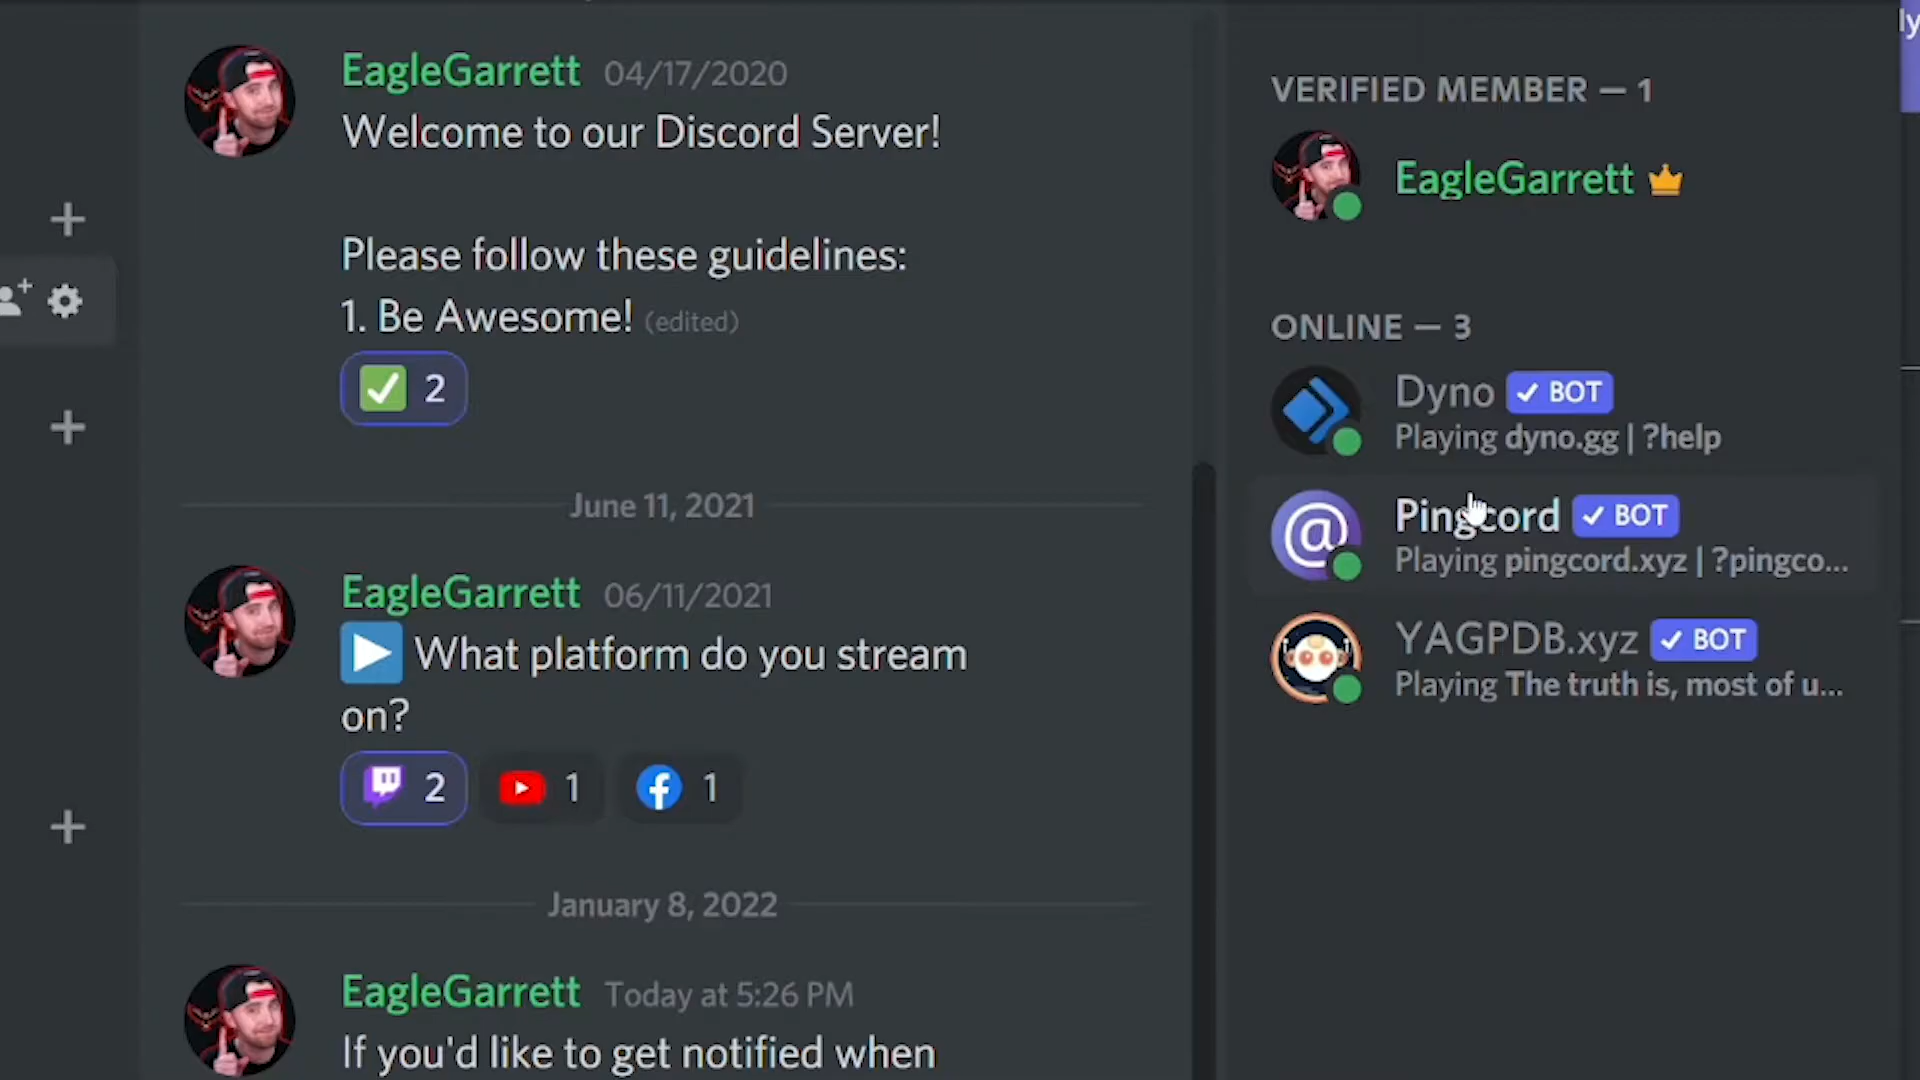 EagleGarrett 04/17/2020
Welcome to our Discord Server!
Please follow these guidelines:
1. Be Awesome! (edited)
2
June 11, 2021
EagleGarrett 06/11/2021
What platform do you stream
on?
2 1 1
January 8, 2022
EagleGarrett Today at 5:26 PM
If you'd like to get notified when
VERIFIED MEMBER — 1
EagleGarrett
ONLINE — 3
Dyno BOT
Playing dyno.gg | ?help
Pingcord BOT
Playing pingcord.xyz | ?pingco...
YAGPDB.xyz BOT
Playing The truth is, most of u...
ly